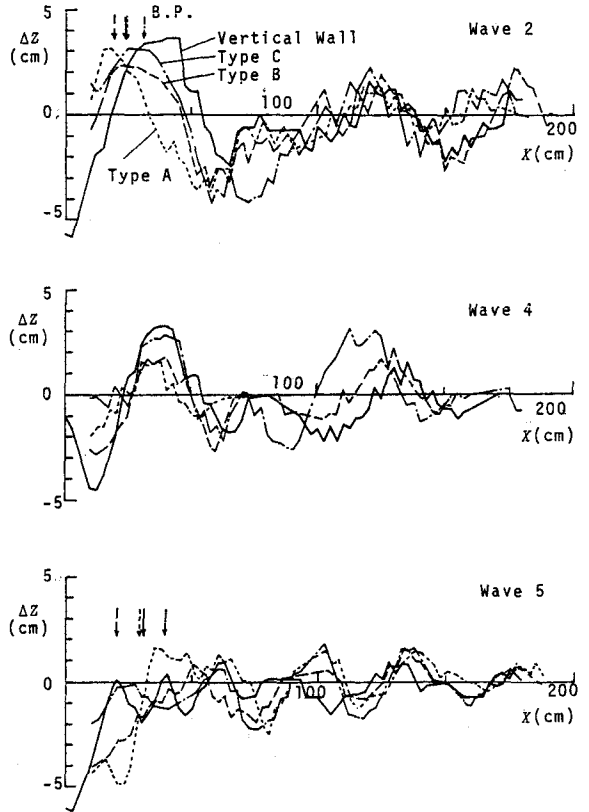 B.P.
5
ΔZ
(cm)
Wave 2
Vertical Wall
Type C
Type B
100
0
200
X(cm)
Type A
-5
5
ΔZ
(cm)
Wave 4
100
0
200
X(cm)
-5
5
ΔZ
(cm)
Wave 5
0
100
200
X(cm)
-5